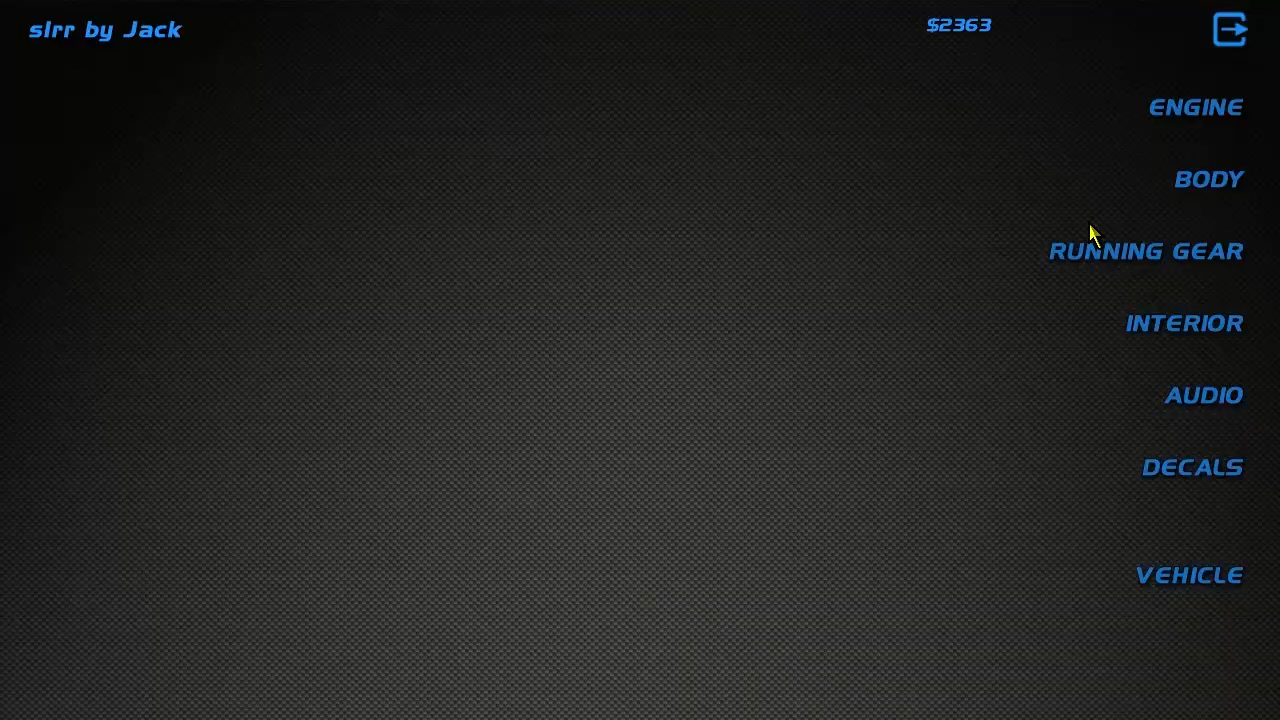 slrr by Jack
$2363
ENGINE
BODY
RUNNING GEAR
INTERIOR
AUDIO
DECALS
VEHICLE